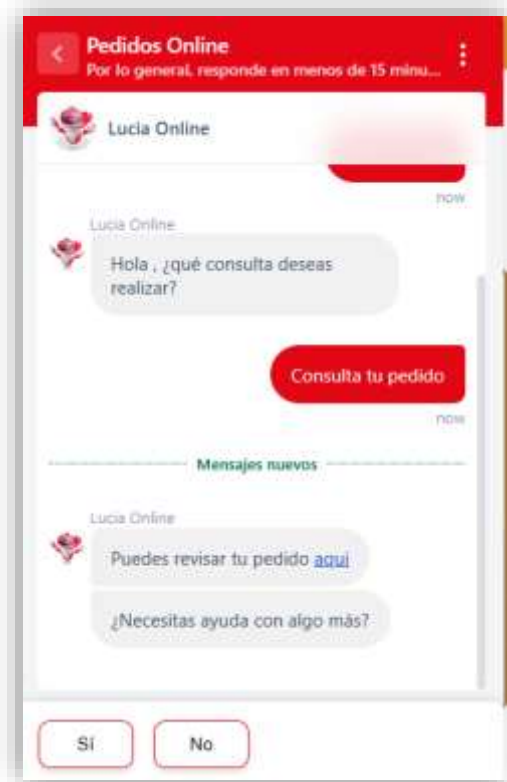 Pedidos Online
Por lo general, responde en menos de 15 minu...
Lucia Online
now
Lucia Online
Hola , ¿qué consulta deseas
realizar?
Consulta tu pedido
now
Mensajes nuevos
Lucia Online
Puedes revisar tu pedido aquí
¿Necesitas ayuda con algo más?
Sí
No